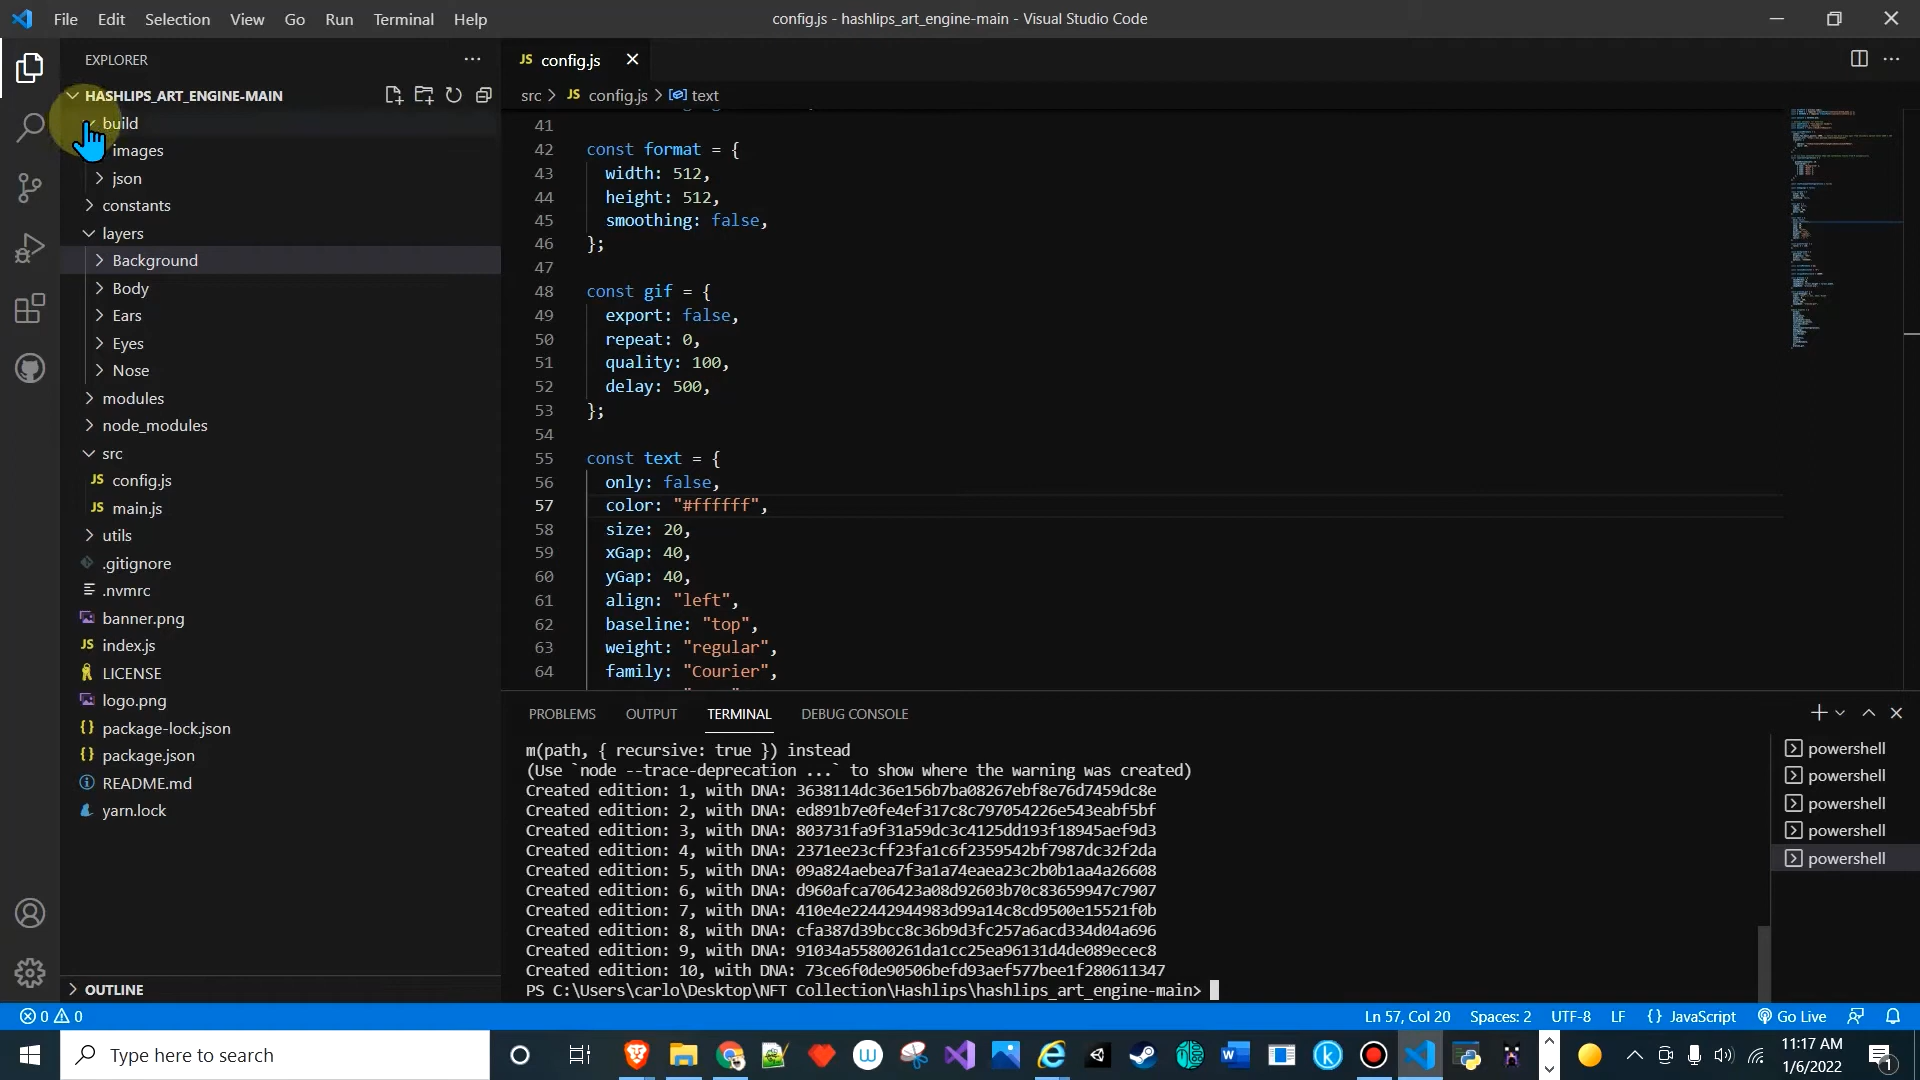 File Edit Selection View Go Run Terminal Help
config.js - hashlips_art_engine-main - Visual Studio Code
EXPLORER
HASHLIPS_ART_ENGINE-MAIN
build
images
json
constants
layers
Background
Body
Ears
Eyes
Nose
modules
node_modules
src
JS config.js
JS main.js
utils
.gitignore
.nvmrc
banner.png
JS index.js
LICENSE
logo.png
{} package-lock.json
{} package.json
README.md
yarn.lock
OUTLINE
JS config.js
src > JS config.js > text
41
42 const format = {
43 width: 512,
44 height: 512,
45 smoothing: false,
46 };
47
48 const gif = {
49 export: false,
50 repeat: 0,
51 quality: 100,
52 delay: 500,
53 };
54
55 const text = {
56 only: false,
57 color: "#ffffff",
58 size: 20,
59 xGap: 40,
60 yGap: 40,
61 align: "left",
62 baseline: "top",
63 weight: "regular",
64 family: "Courier",
PROBLEMS OUTPUT TERMINAL DEBUG CONSOLE
m(path, { recursive: true }) instead
(Use `node --trace-deprecation ...` to show where the warning was created)
Created edition: 1, with DNA: 3638114dc36e156b7ba08267ebf8e76d7459dc8e
Created edition: 2, with DNA: ed891b7e0fe4ef317c8c797054226e543eabf5bf
Created edition: 3, with DNA: 803731fa9f31a59dc3c4125dd193f18945aef9d3
Created edition: 4, with DNA: 2371ee23cff23fa1c6f2359542bf7987dc32f2da
Created edition: 5, with DNA: 09a824aebea7f3a1a74eaea23c2b0b1aa4a26608
Created edition: 6, with DNA: d960afca706423a08d92603b70c83659947c7907
Created edition: 7, with DNA: 410e4e22442944983d99a14c8cd9500e15521f0b
Created edition: 8, with DNA: cfa387d39bcc8c36b9d3fc257a6acd334d04a696
Created edition: 9, with DNA: 91034a55800261da1cc25ea96131d4de089ecec8
Created edition: 10, with DNA: 73ce6f0de90506befd93aef577bee1f280611347
PS C:\Users\carlo\Desktop\NFT Collection\Hashlips\hashlips_art_engine-main>
powershell
powershell
powershell
powershell
powershell
0 0
Ln 57, Col 20 Spaces: 2 UTF-8 LF {} JavaScript Go Live
Type here to search
11:17 AM
1/6/2022
1